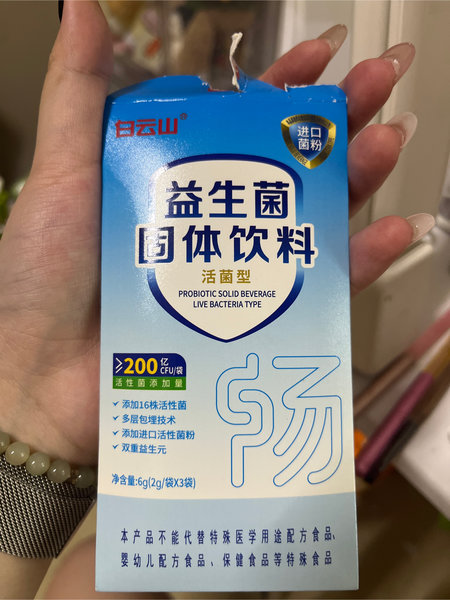 白云山®
进口
菌粉
益生菌
固体饮料
活菌型
PROBIOTIC SOLID BEVERAGE
LIVE BACTERIA TYPE
≥200亿CFU/袋
活性菌添加量
✓ 添加16株活性菌
✓ 多层包埋技术
✓ 添加进口活性菌粉
✓ 双重益生元
畅
净含量:6g(2g/袋X3袋)
本产品不能代替特殊医学用途配方食品、
婴幼儿配方食品、保健食品等特殊食品